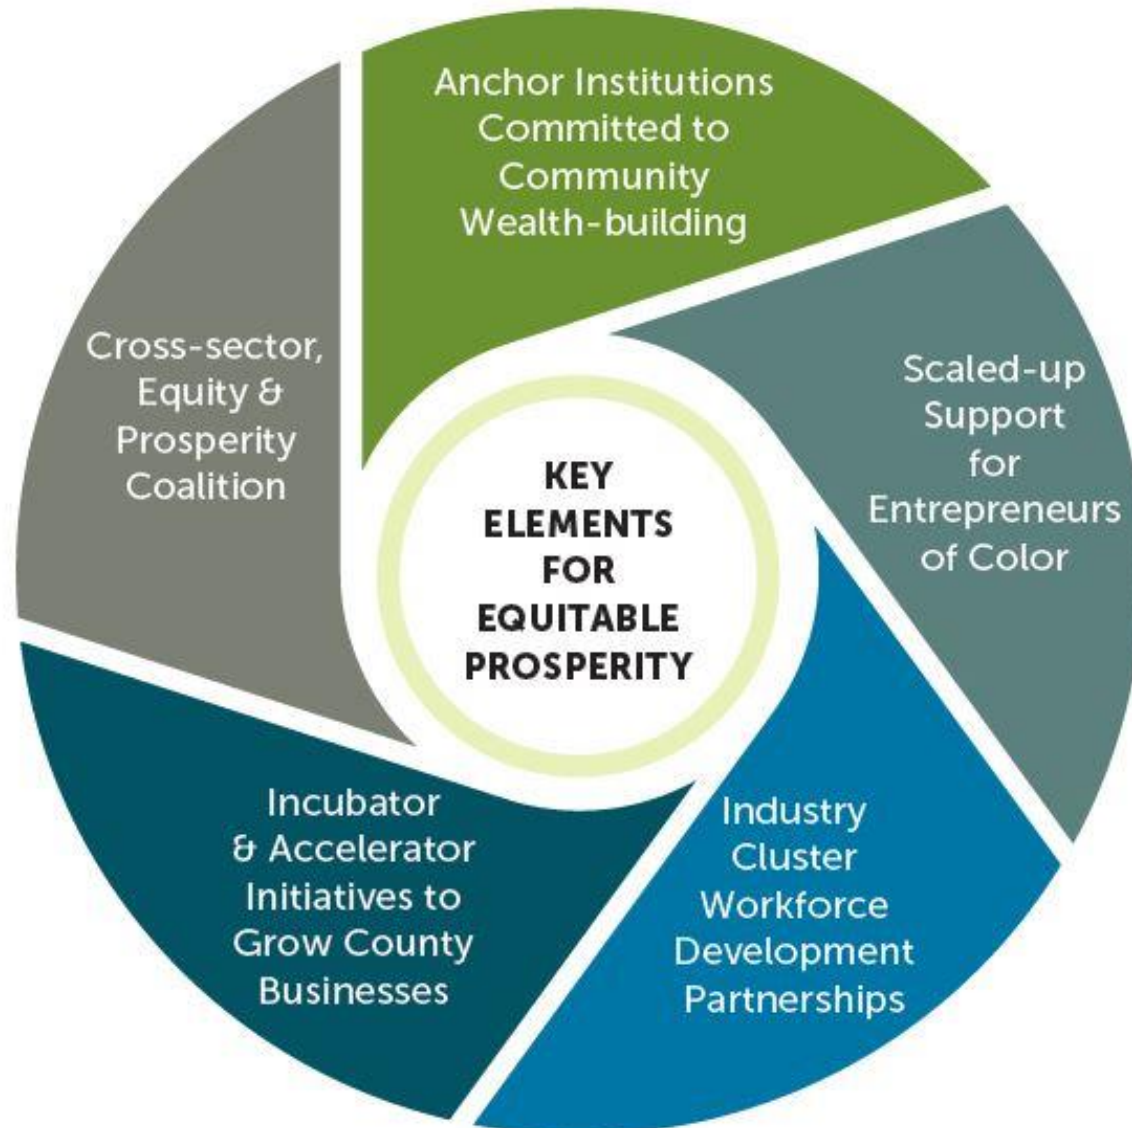 Anchor Institutions
Committed to
Community
Wealth-building
Scaled-up
Support
for
Entrepreneurs
of Color
Industry
Cluster
Workforce
Development
Partnerships
Incubator
& Accelerator
Initiatives to
Grow County
Businesses
Cross-sector,
Equity &
Prosperity
Coalition
KEY
ELEMENTS
FOR
EQUITABLE
PROSPERITY